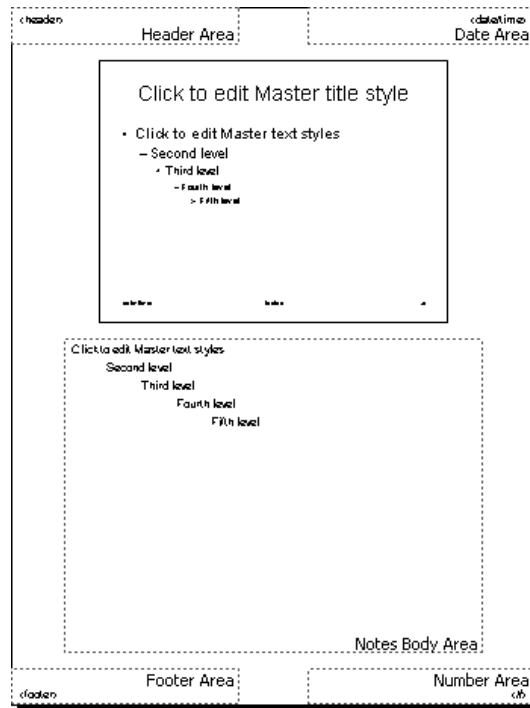 <header>
Header Area
<date/time>
Date Area
Click to edit Master title style
• Click to edit Master text styles
– Second level
• Third level
– Fourth level
» Fifth level
Click to edit Master text styles
Second level
Third level
Fourth level
Fifth level
Notes Body Area
Footer Area
<footer>
Number Area
<#>